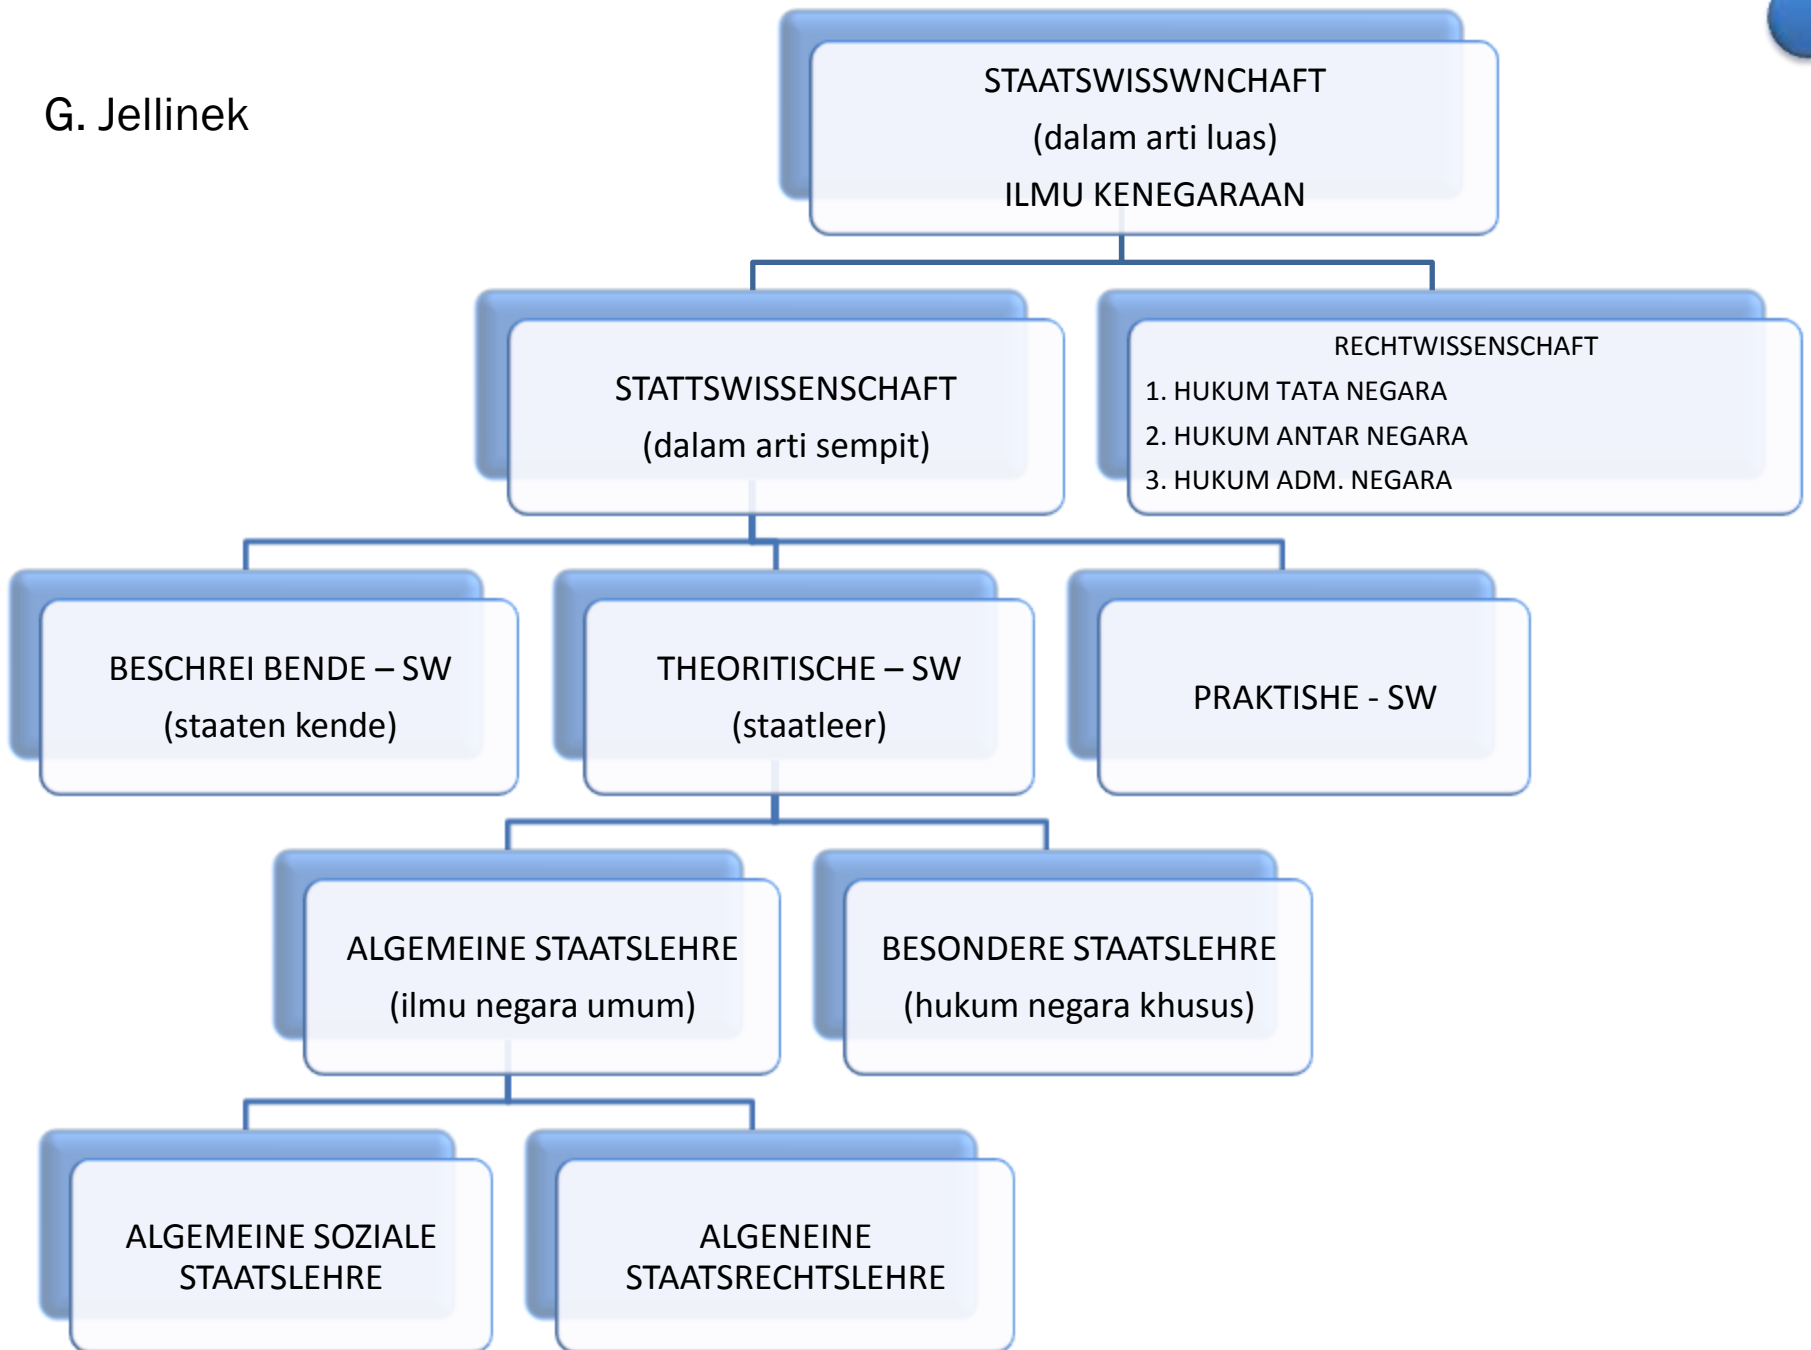 G. Jellinek
STAATSWISSWNCHAFT
(dalam arti luas)
ILMU KENEGARAAN
STATTSWISSENSCHAFT
(dalam arti sempit)
RECHTWISSENSCHAFT
1. HUKUM TATA NEGARA
2. HUKUM ANTAR NEGARA
3. HUKUM ADM. NEGARA
BESCHREI BENDE – SW
(staaten kende)
THEORITISCHE – SW
(staatleer)
PRAKTISHE - SW
ALGEMEINE STAATSLEHRE
(ilmu negara umum)
BESONDERE STAATSLEHRE
(hukum negara khusus)
ALGEMEINE SOZIALE
STAATSLEHRE
ALGENEINE
STAATSRECHTSLEHRE